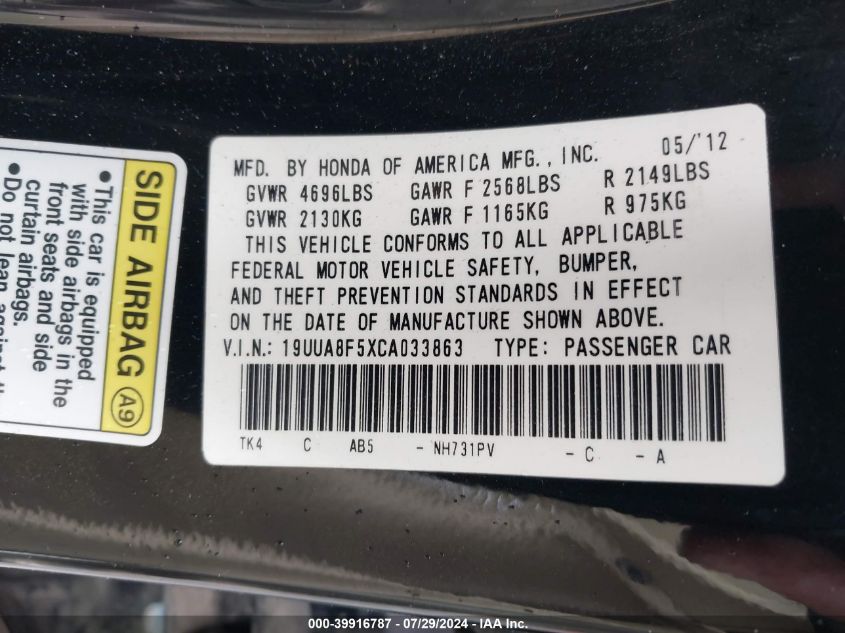 MFD. BY HONDA OF AMERICA MFG., INC. 05/'12
GVWR 4696LBS GAWR F 2568LBS R 2149LBS
GVWR 2130KG GAWR F 1165KG R 975KG
THIS VEHICLE CONFORMS TO ALL APPLICABLE
FEDERAL MOTOR VEHICLE SAFETY, BUMPER,
AND THEFT PREVENTION STANDARDS IN EFFECT
ON THE DATE OF MANUFACTURE SHOWN ABOVE.
V.I.N.: 19UUA8F5XCA033863 TYPE: PASSENGER CAR
TK4 C AB5 - NH731PV - C - A
SIDE AIRBAG A9
•This car is equipped
with side airbags in the
front seats and side
curtain airbags.
•Do not lean against
000-39916787 - 07/29/2024 - IAA Inc.